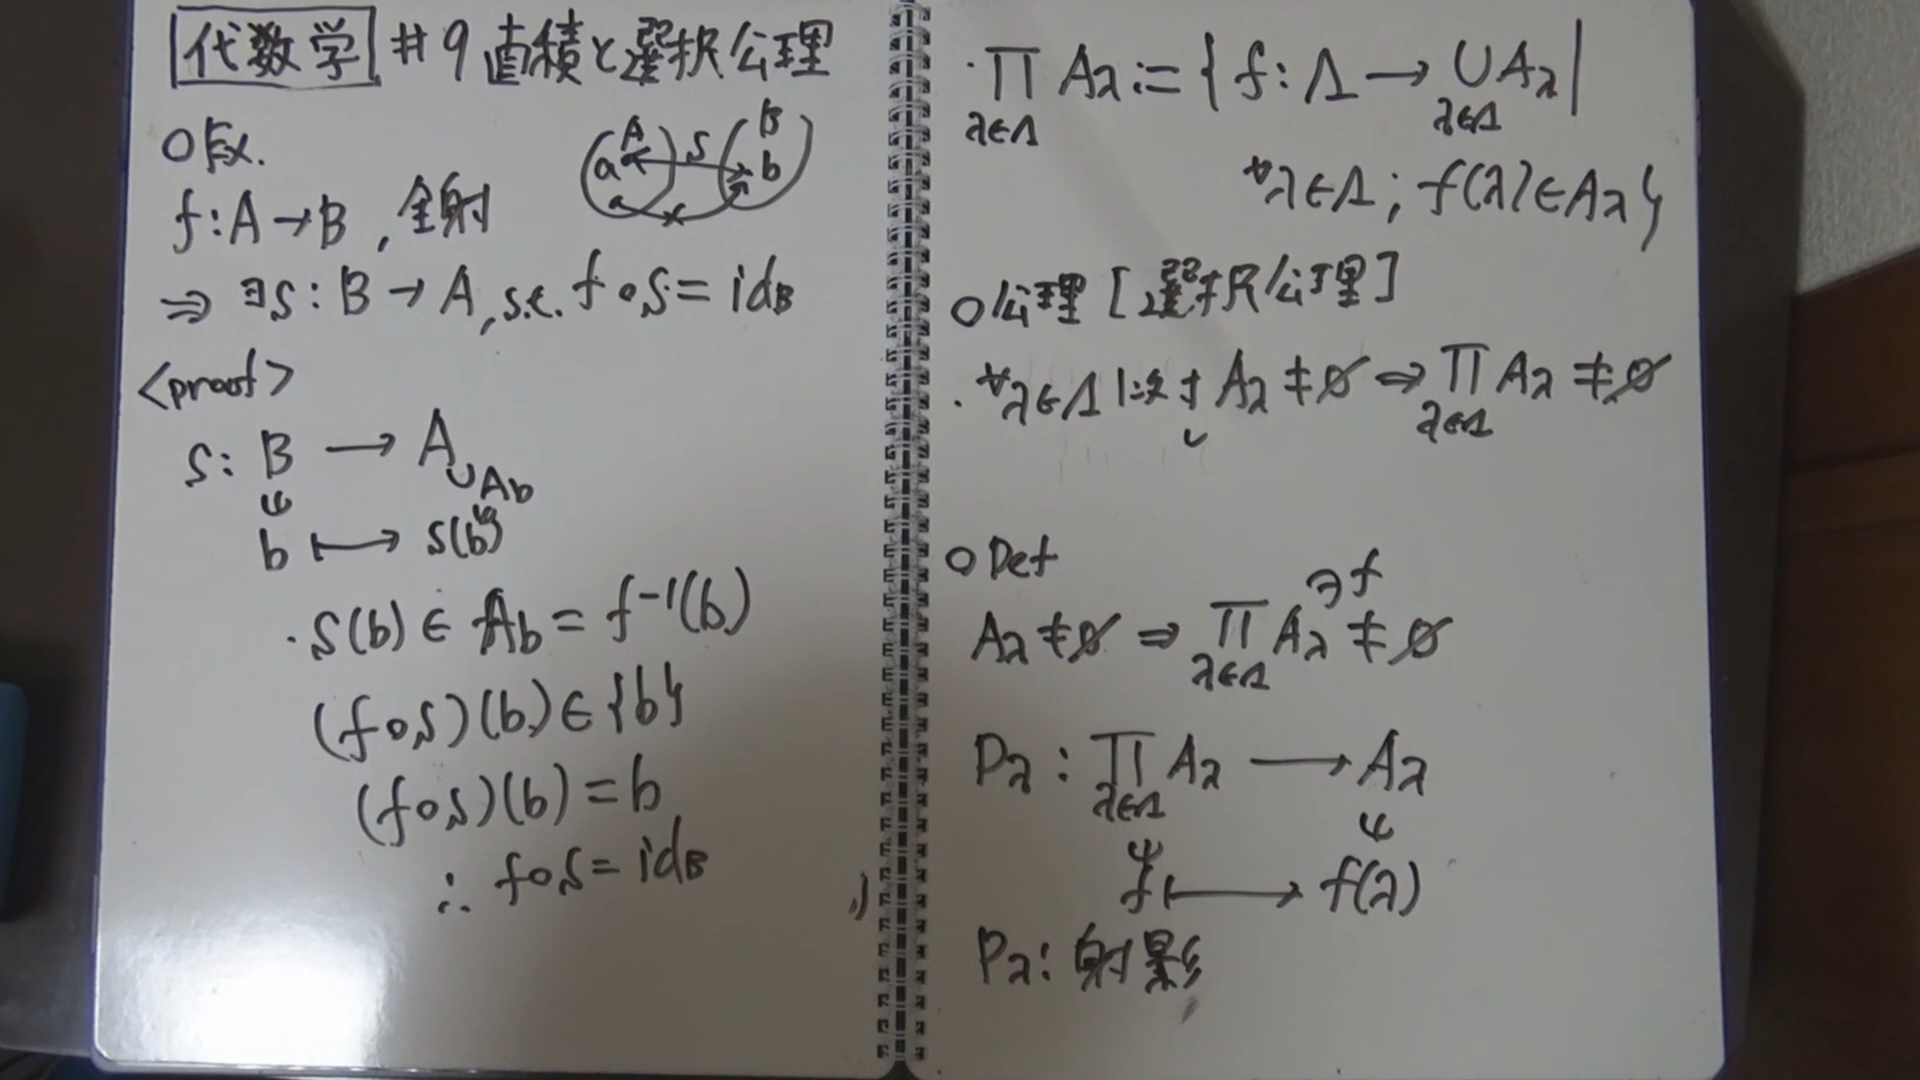 代数学 #9 直積と選択公理
○Ex.
f:A→B, 全射
⇒ ∃s:B→A, s.t. f∘s=id_B
A S B
a b
a
<proof>
s: B ⟶ A
∪ A_b
b ⟼ s(b)
・s(b)∈A_b=f⁻¹(b)
(f∘s)(b)∈{b}
(f∘s)(b)=b
∴ f∘s=id_B
・∏ A_λ:={f:Λ→∪A_λ|
λ∈Λ λ∈Λ
∀λ∈Λ; f(λ)∈A_λ}
○公理[選択公理]
・∀λ∈Λに対し A_λ≠∅ ⇒ ∏ A_λ≠∅
λ∈Λ
○Def
∋f
A_λ≠∅ ⇒ ∏ A_λ≠∅
λ∈Λ
P_λ: ∏ A_λ ⟶ A_λ
λ∈Λ
f ⟼ f(λ)
P_λ: 射影